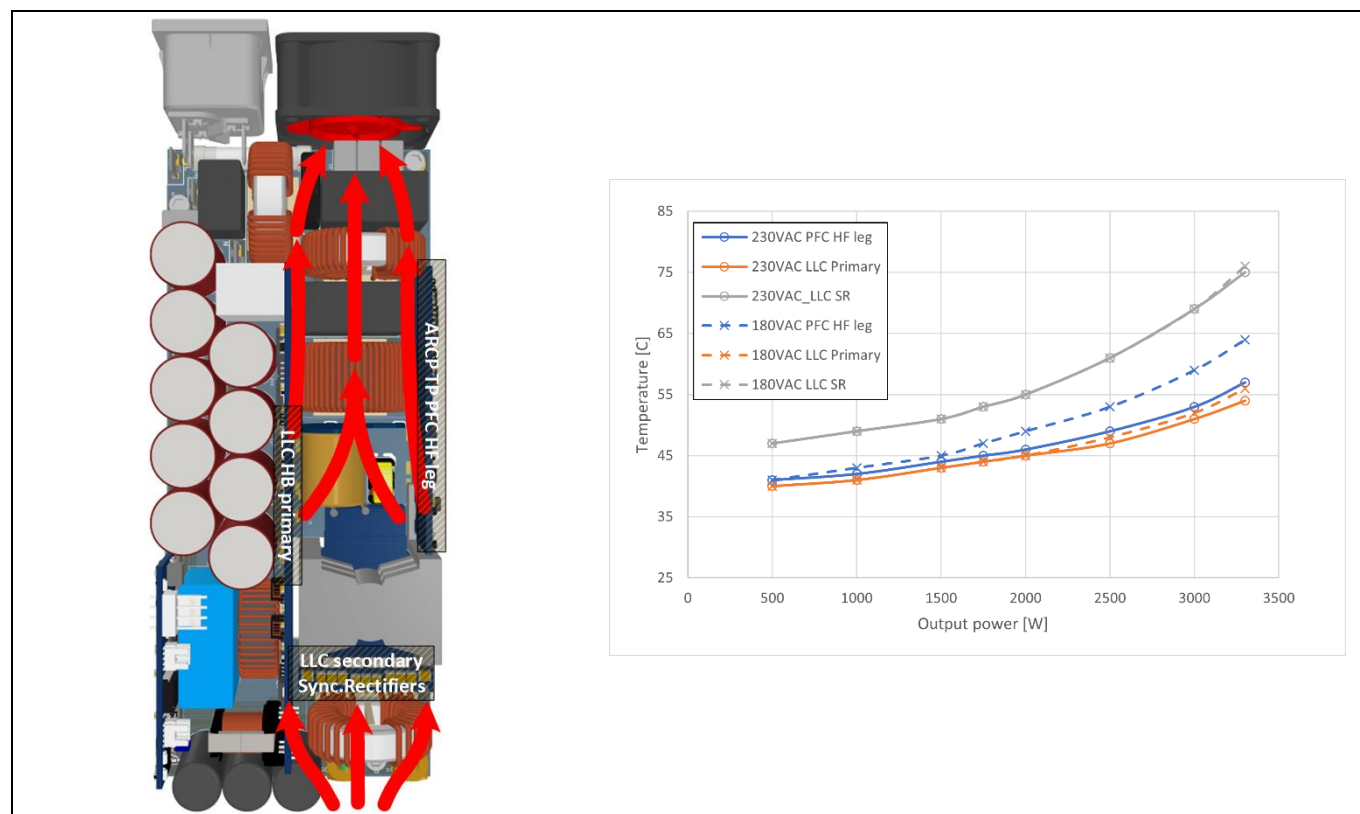 LLC HB primary
ARCP TP PFC HF leg
LLC secondary
Sync.Rectifiers
85
75
65
55
45
35
25
Temperature [C]
230VAC PFC HF leg
230VAC LLC Primary
230VAC_LLC SR
180VAC PFC HF leg
180VAC LLC Primary
180VAC LLC SR
0
500
1000
1500
2000
2500
3000
3500
Output power [W]